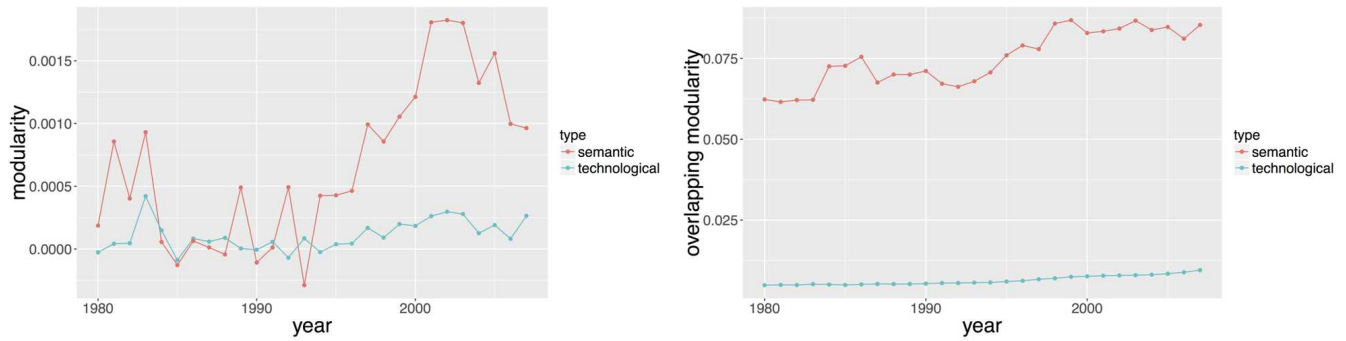 0.0015
0.0010
0.0005
0.0000
modularity
1980 1990 2000
year
type
semantic
technological
0.075
0.050
0.025
overlapping modularity
1980 1990 2000
year
type
semantic
technological